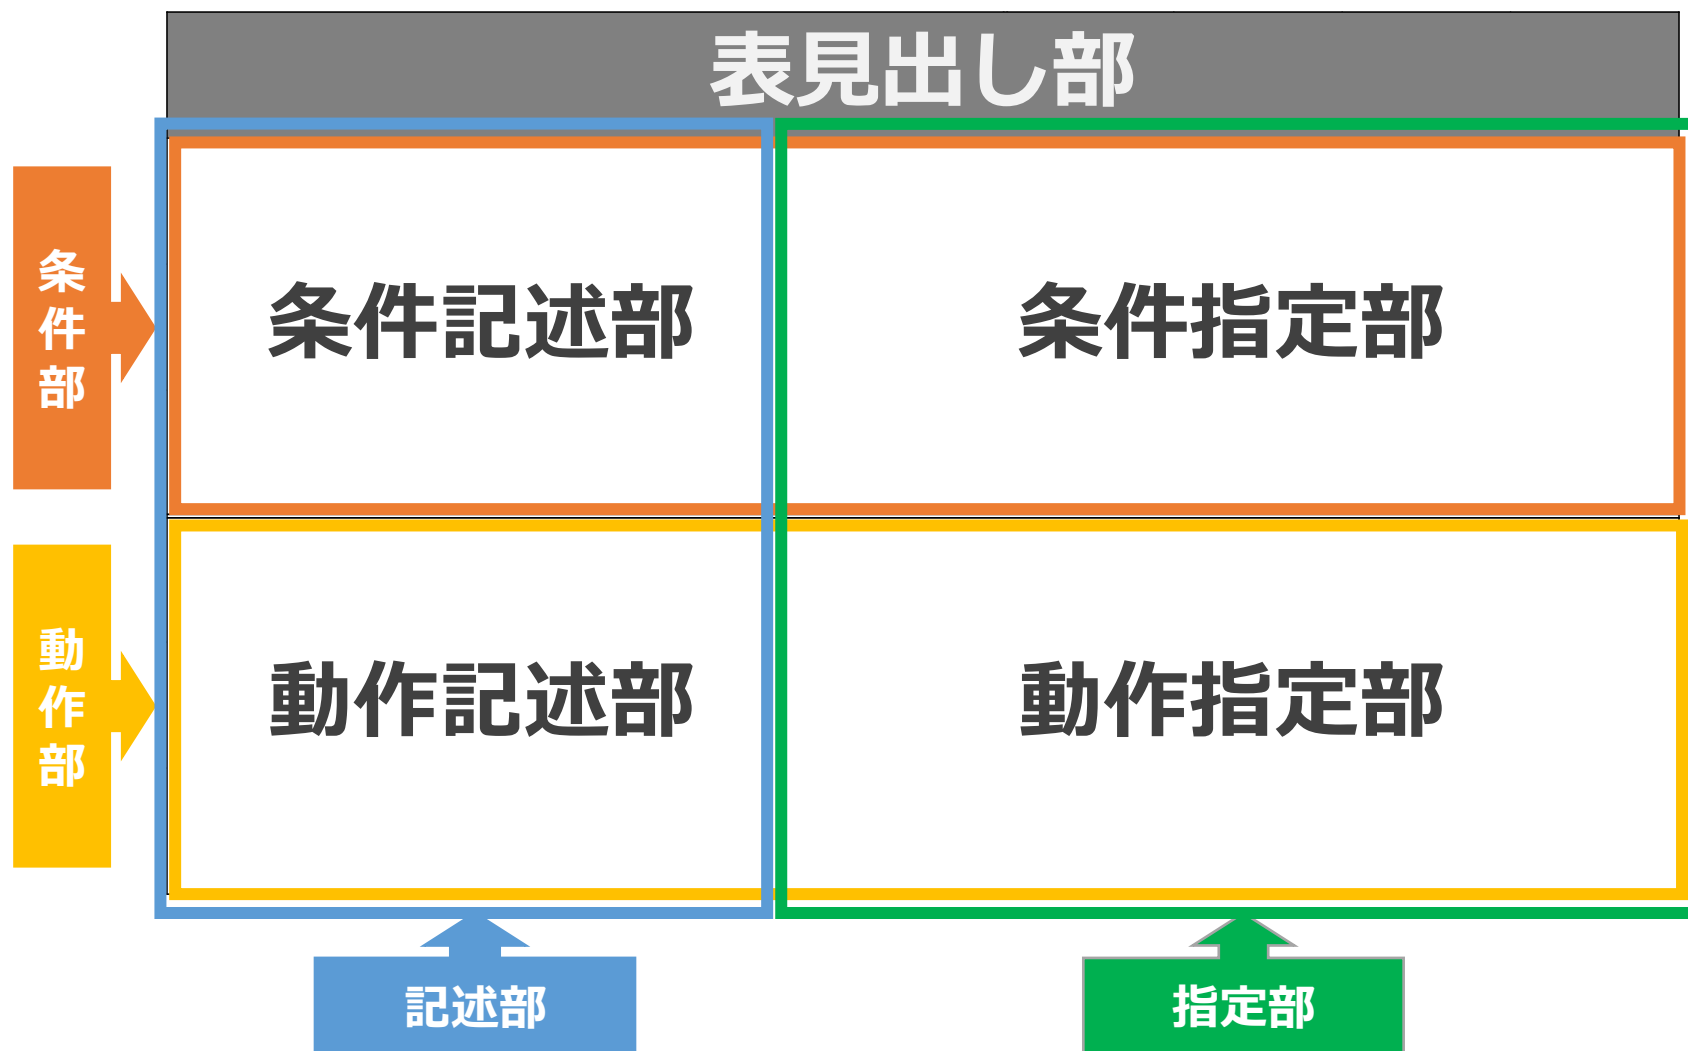 表見出し部
条件部
条件記述部
条件指定部
動作部
動作記述部
動作指定部
記述部
指定部